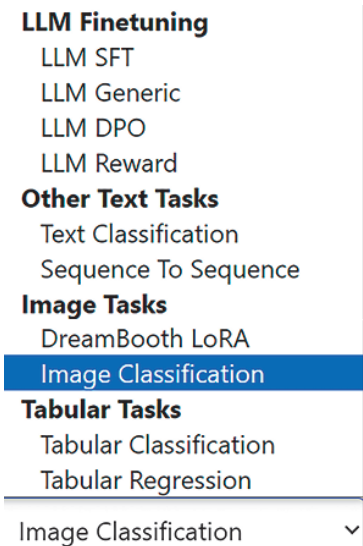 LLM Finetuning
LLM SFT
LLM Generic
LLM DPO
LLM Reward
Other Text Tasks
Text Classification
Sequence To Sequence
Image Tasks
DreamBooth LoRA
Image Classification
Tabular Tasks
Tabular Classification
Tabular Regression
Image Classification